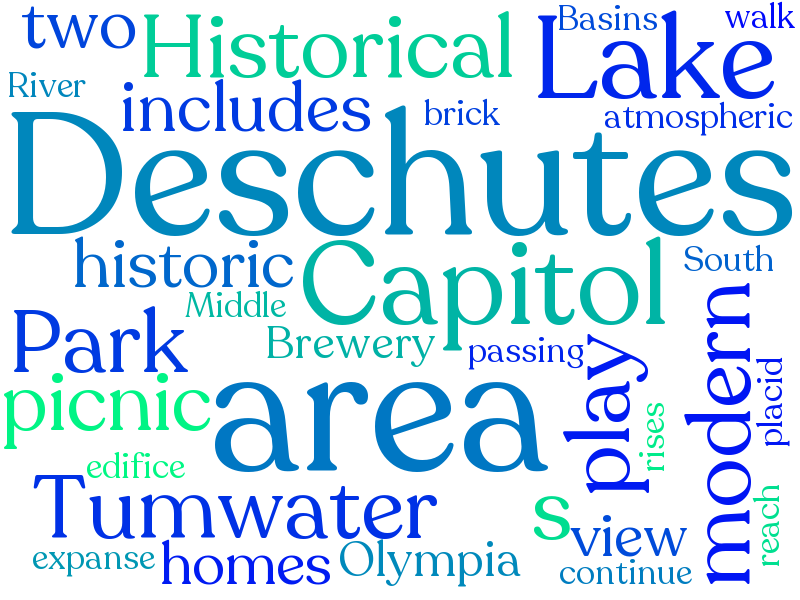 two
Historical
Basins
walk
Lake
River
includes
brick
atmospheric
Deschutes
historic
Capitol
South
Middle
Park
Brewery
passing
play
modern
placid
picnic
area
rises
edifice
Tumwater
s
view
reach
expanse
homes
Olympia
continue